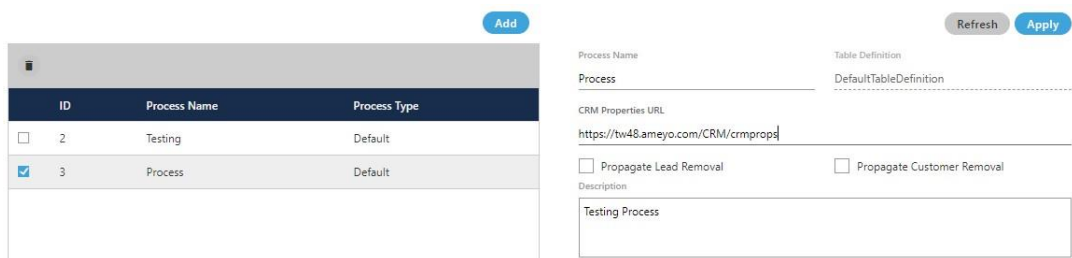 Add
ID Process Name Process Type
2 Testing Default
3 Process Default
Refresh Apply
Process Name Table Definition
Process DefaultTableDefinition
CRM Properties URL
https://tw48.ameyo.com/CRM/crmprops
Propagate Lead Removal Propagate Customer Removal
Description
Testing Process